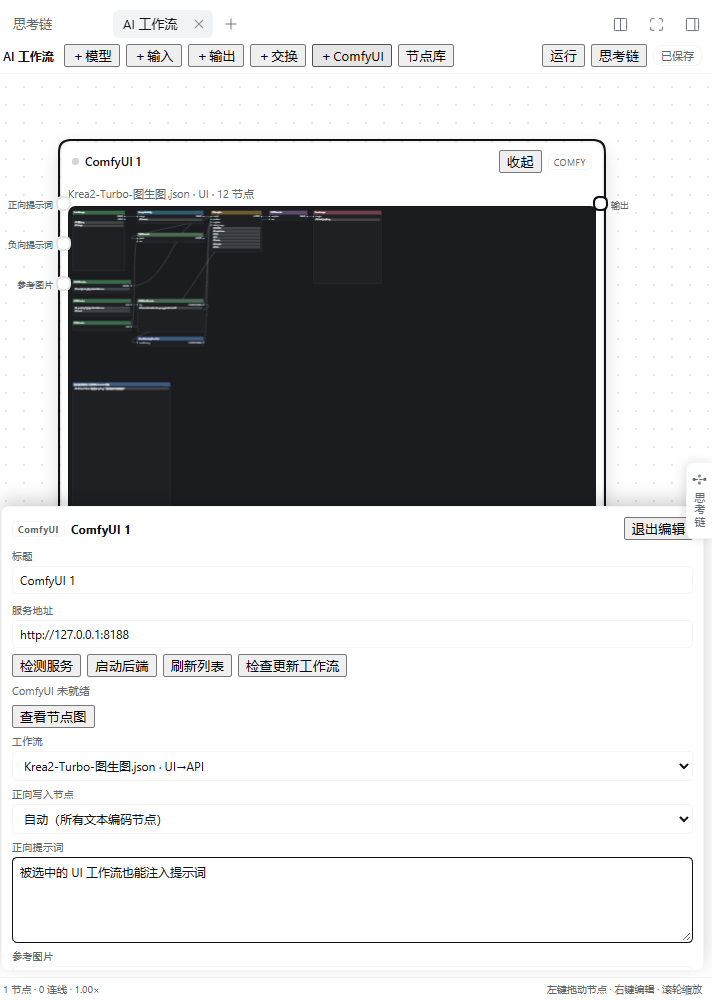 思考链
AI 工作流
AI 工作流 + 模型 + 输入 + 输出 + 交换 + ComfyUI 节点库 运行 思考链 已保存
ComfyUI 1 收起 COMFY
Krea2-Turbo-图生图.json · UI · 12 节点
正向提示词
输出
负向提示词
参考图片
思考链
ComfyUI ComfyUI 1 退出编辑
标题
ComfyUI 1
服务地址
http://127.0.0.1:8188
检测服务 启动后端 刷新列表 检查更新工作流
ComfyUI 未就绪
查看节点图
工作流
Krea2-Turbo-图生图.json · UI→API
正向写入节点
自动（所有文本编码节点）
正向提示词
被选中的 UI 工作流也能注入提示词
参考图片
1 节点 · 0 连线 · 1.00× 左键拖动节点 · 右键编辑 · 滚轮缩放